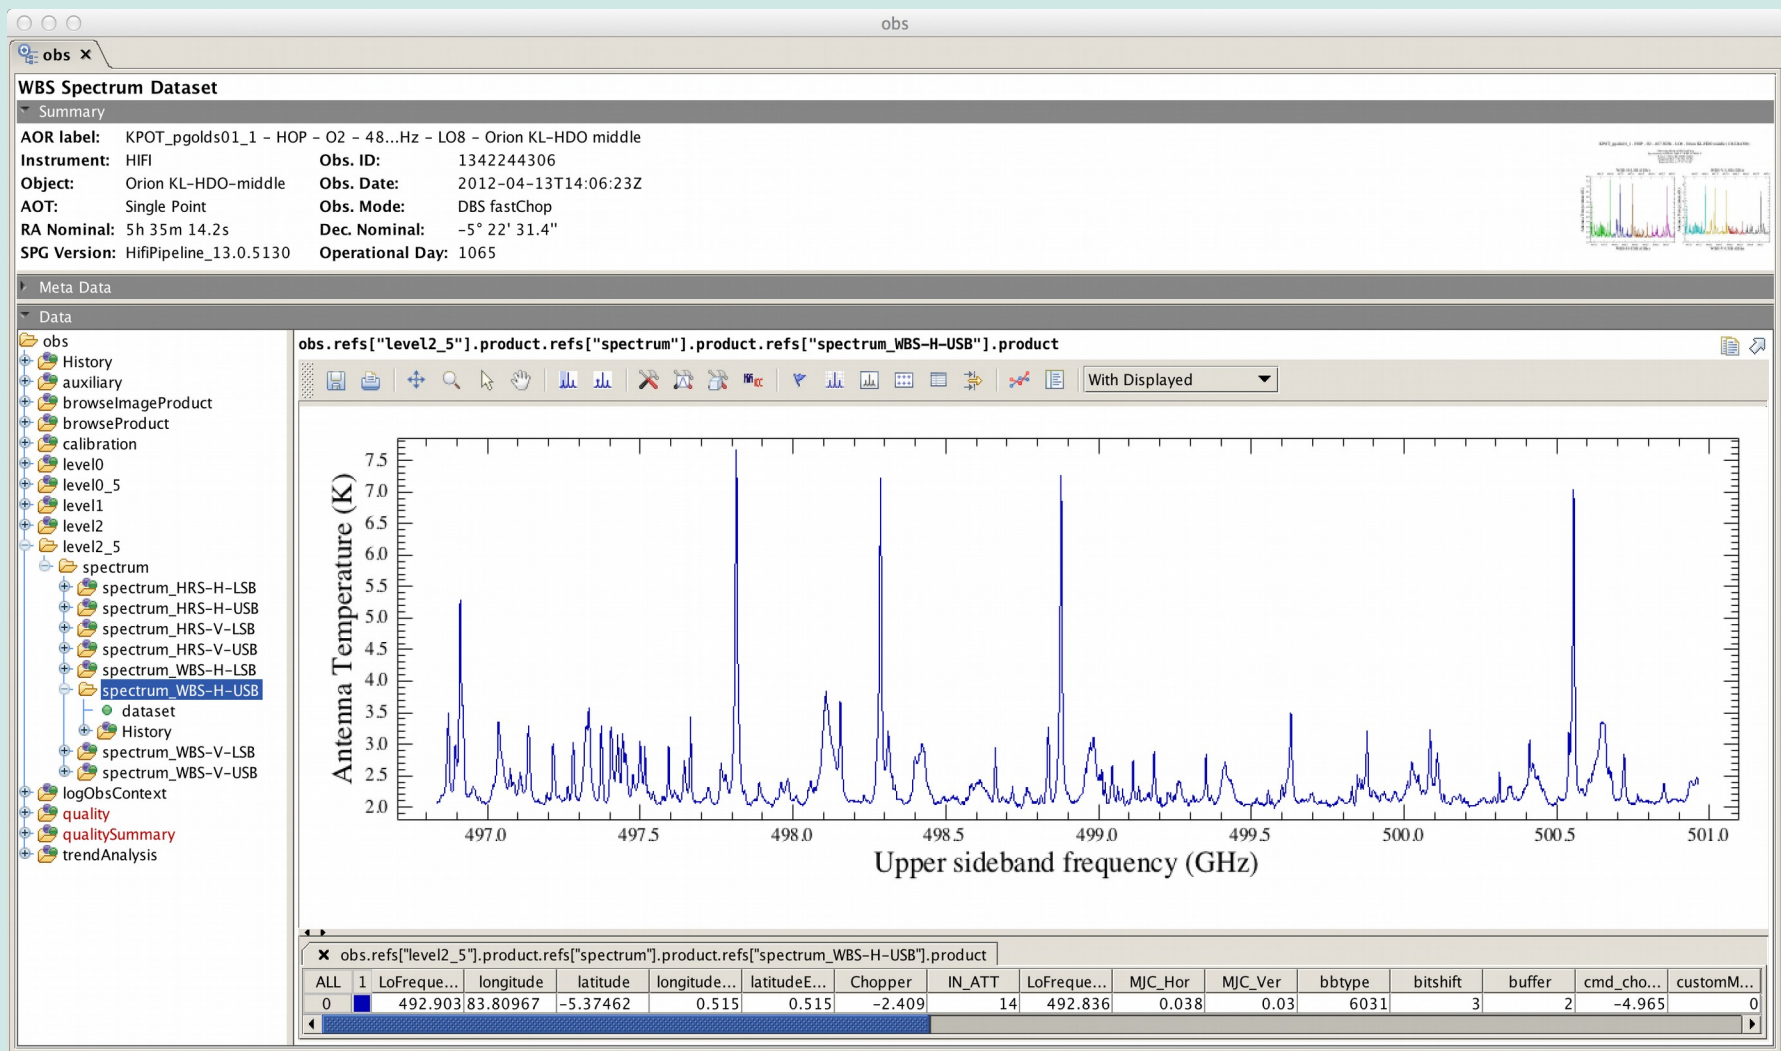 obs
obs
WBS Spectrum Dataset
Summary
AOR label: KPOT_pgolds01_1 – HOP – O2 – 48...Hz – LO8 – Orion KL–HDO middle
Instrument: HIFI Obs. ID: 1342244306
Object: Orion KL–HDO–middle Obs. Date: 2012–04–13T14:06:23Z
AOT: Single Point Obs. Mode: DBS fastChop
RA Nominal: 5h 35m 14.2s Dec. Nominal: –5° 22' 31.4"
SPG Version: HifiPipeline_13.0.5130 Operational Day: 1065
Meta Data
Data
obs
History
auxiliary
browseImageProduct
browseProduct
calibration
level0
level0_5
level1
level2
level2_5
spectrum
spectrum_HRS–H–LSB
spectrum_HRS–H–USB
spectrum_HRS–V–LSB
spectrum_HRS–V–USB
spectrum_WBS–H–LSB
spectrum_WBS–H–USB
dataset
History
spectrum_WBS–V–LSB
spectrum_WBS–V–USB
logObsContext
quality
qualitySummary
trendAnalysis
obs.refs["level2_5"].product.refs["spectrum"].product.refs["spectrum_WBS–H–USB"].product
With Displayed
Antenna Temperature (K)
7.5
7.0
6.5
6.0
5.5
5.0
4.5
4.0
3.5
3.0
2.5
2.0
497.0 497.5 498.0 498.5 499.0 499.5 500.0 500.5 501.0
Upper sideband frequency (GHz)
obs.refs["level2_5"].product.refs["spectrum"].product.refs["spectrum_WBS–H–USB"].product
ALL 1 LoFreque... longitude latitude longitude... latitudeE... Chopper IN_ATT LoFreque... MJC_Hor MJC_Ver bbtype bitshift buffer cmd_cho... customM...
0 492.903 83.80967 –5.37462 0.515 0.515 –2.409 14 492.836 0.038 0.03 6031 3 2 –4.965 0